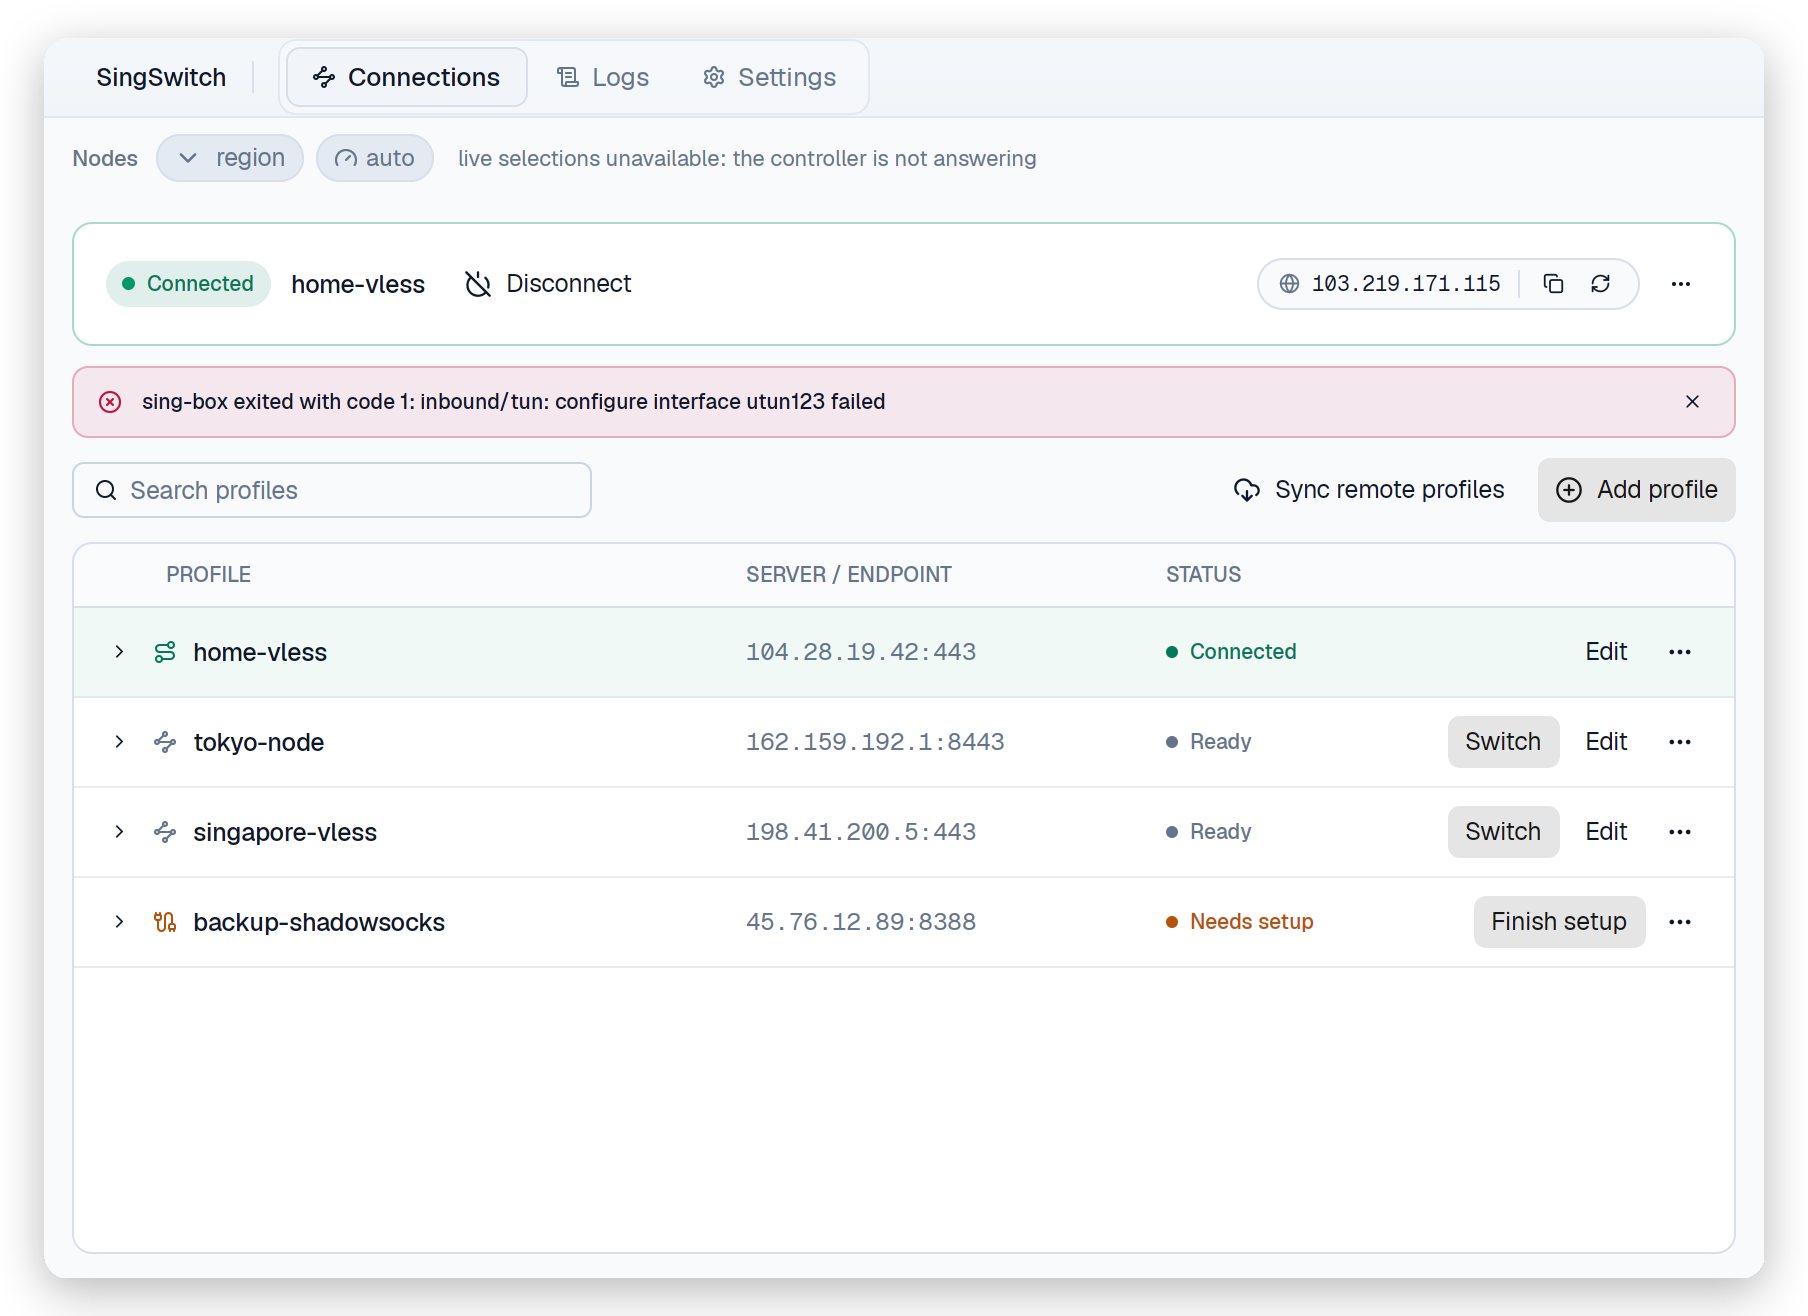 SingSwitch Connections Logs Settings
Nodes region auto live selections unavailable: the controller is not answering
Connected home-vless Disconnect 103.219.171.115
sing-box exited with code 1: inbound/tun: configure interface utun123 failed
Search profiles Sync remote profiles Add profile
PROFILE SERVER / ENDPOINT STATUS
home-vless 104.28.19.42:443 Connected Edit
tokyo-node 162.159.192.1:8443 Ready Switch Edit
singapore-vless 198.41.200.5:443 Ready Switch Edit
backup-shadowsocks 45.76.12.89:8388 Needs setup Finish setup